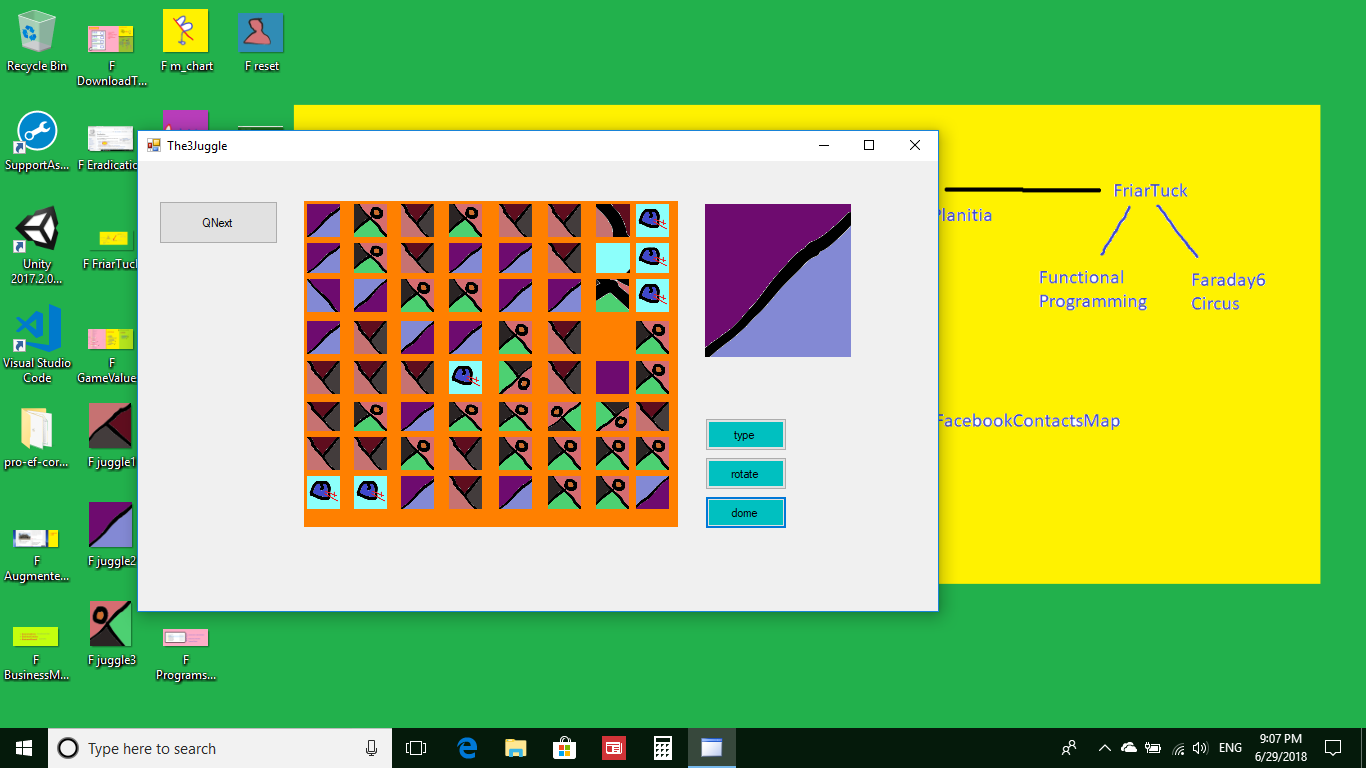 Recycle Bin
F
DownloadT...
F m_chart
F reset
SupportAs...
F Eradicatio
Unity
2017.2.0...
F FriarTuck
Visual Studio
Code
F
GameValue
pro-ef-cor...
F juggle1
F
Augmente...
F juggle2
F
BusinessM...
F juggle3
F
Programs...
The3Juggle
QNext
type
rotate
dome
FriarTuck
Planitia
Functional
Programming
Faraday6
Circus
FacebookContactsMap
Type here to search
ENG
9:07 PM
6/29/2018